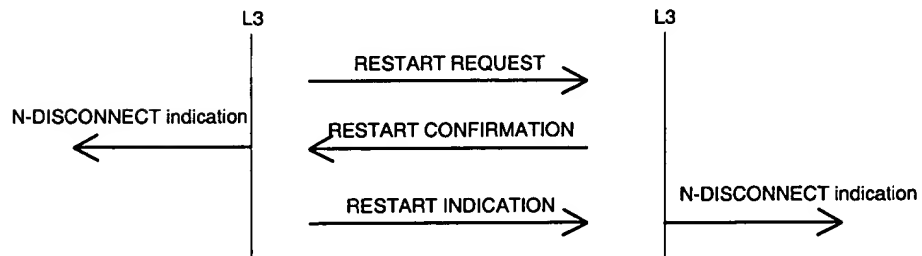 L3
L3
RESTART REQUEST
N-DISCONNECT indication
RESTART CONFIRMATION
RESTART INDICATION
N-DISCONNECT indication